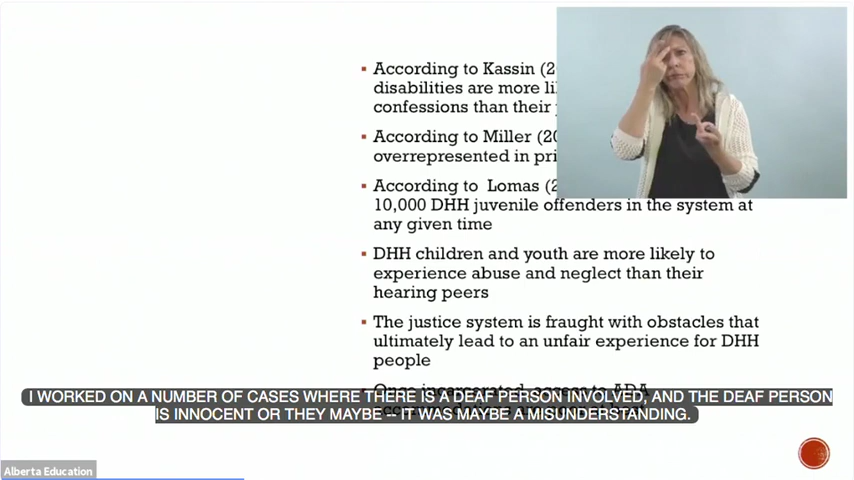 ▪ According to Kassin (2
disabilities are more
confessions than their
▪ According to Miller (20
overrepresented in
▪ According to Lomas (2
10,000 DHH juvenile offenders in the system at
any given time
▪ DHH children and youth are more likely to
experience abuse and neglect than their
hearing peers
▪ The justice system is fraught with obstacles that
ultimately lead to an unfair experience for DHH
people
I WORKED ON A NUMBER OF CASES WHERE THERE IS A DEAF PERSON INVOLVED, AND THE DEAF PERSON
IS INNOCENT OR THEY MAYBE -- IT WAS MAYBE A MISUNDERSTANDING.
Alberta Education